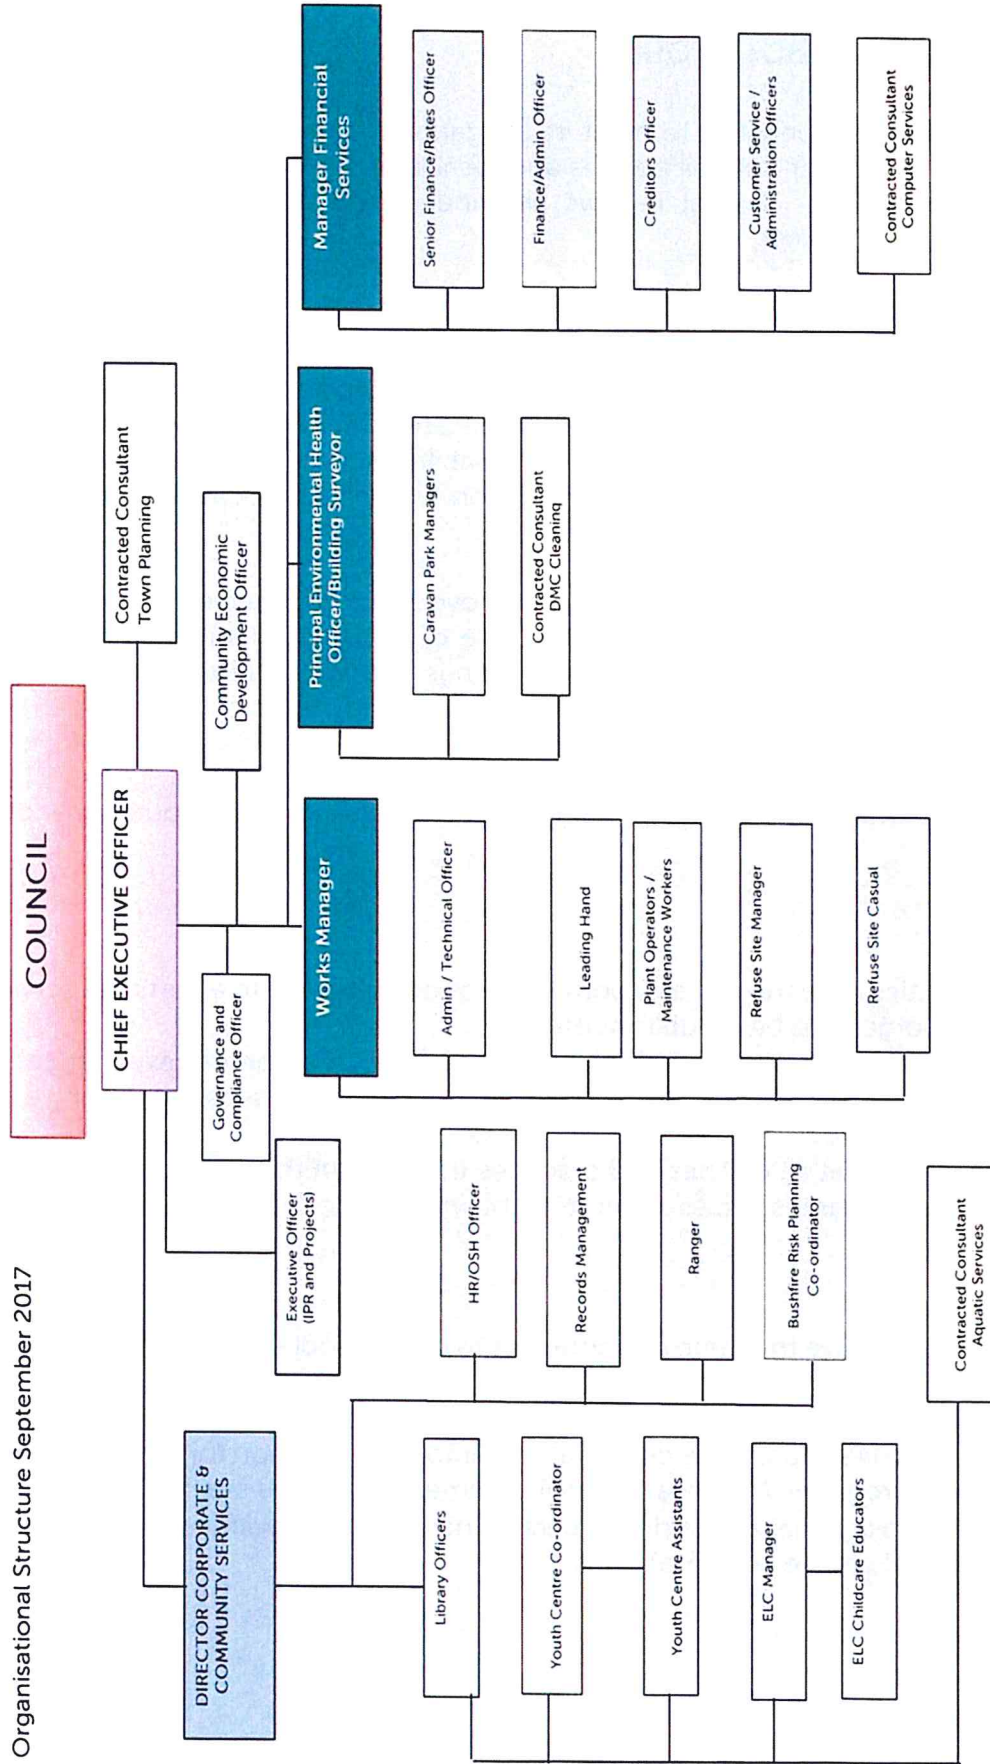 Organisational Structure September 2017
COUNCIL
CHIEF EXECUTIVE OFFICER
Contracted Consultant
Town Planning
Governance and
Compliance Officer
Community Economic
Development Officer
Executive Officer
(IPR and Projects)
DIRECTOR CORPORATE &
COMMUNITY SERVICES
Library Officers
Youth Centre Co-ordinator
Youth Centre Assistants
ELC Manager
ELC Childcare Educators
HR/OSH Officer
Records Management
Ranger
Bushfire Risk Planning
Co-ordinator
Contracted Consultant
Aquatic Services
Works Manager
Admin / Technical Officer
Leading Hand
Plant Operators /
Maintenance Workers
Refuse Site Manager
Refuse Site Casual
Principal Environmental Health
Officer/Building Surveyor
Caravan Park Managers
Contracted Consultant
DMC Cleaning
Manager Financial
Services
Senior Finance/Rates Officer
Finance/Admin Officer
Creditors Officer
Customer Service /
Administration Officers
Contracted Consultant
Computer Services